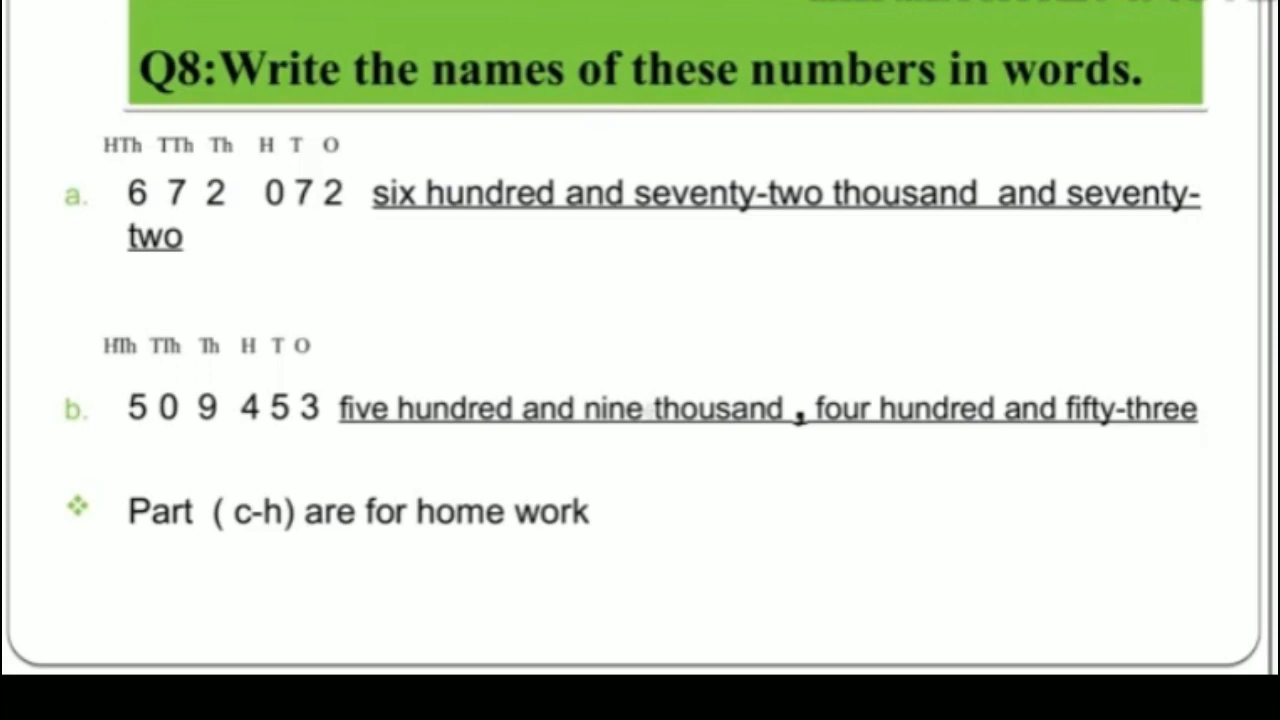 Q8:Write the names of these numbers in words.
HTh TTh Th H T O
a. 6 7 2 0 7 2 six hundred and seventy-two thousand and seventy-
two
HTh TTh Th H T O
b. 5 0 9 4 5 3 five hundred and nine thousand , four hundred and fifty-three
❖ Part ( c-h) are for home work